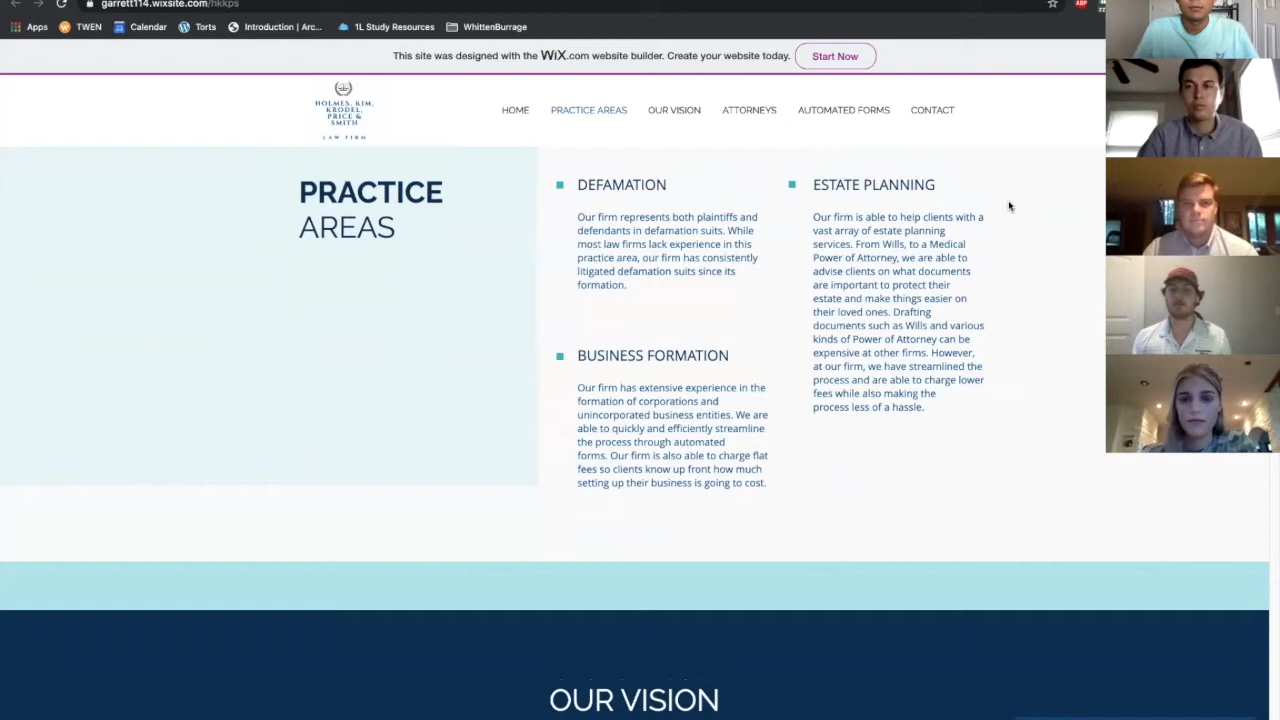 garrett114.wixsite.com/hkkps
ABP
Apps TWEN Calendar Torts Introduction | Arc... 1L Study Resources WhittenBurrage
This site was designed with the WiX.com website builder. Create your website today. Start Now
HOLMES, KIM,
KRODEL,
PRICE &
SMITH
LAW FIRM
HOME PRACTICE AREAS OUR VISION ATTORNEYS AUTOMATED FORMS CONTACT
PRACTICE
AREAS
DEFAMATION
Our firm represents both plaintiffs and
defendants in defamation suits. While
most law firms lack experience in this
practice area, our firm has consistently
litigated defamation suits since its
formation.
BUSINESS FORMATION
Our firm has extensive experience in the
formation of corporations and
unincorporated business entities. We are
able to quickly and efficiently streamline
the process through automated
forms. Our firm is also able to charge flat
fees so clients know up front how much
setting up their business is going to cost.
ESTATE PLANNING
Our firm is able to help clients with a
vast array of estate planning
services. From Wills, to a Medical
Power of Attorney, we are able to
advise clients on what documents
are important to protect their
estate and make things easier on
their loved ones. Drafting
documents such as Wills and various
kinds of Power of Attorney can be
expensive at other firms. However,
at our firm, we have streamlined the
process and are able to charge lower
fees while also making the
process less of a hassle.
OUR VISION